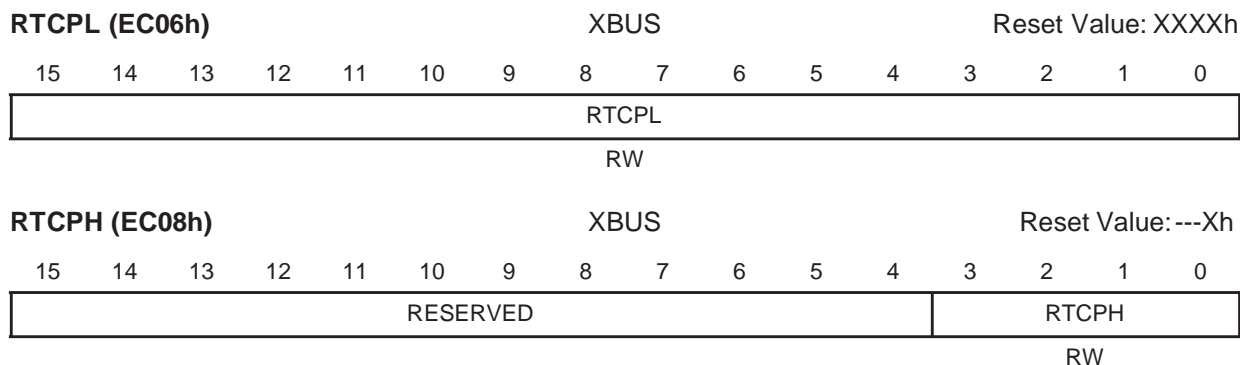 RTCPL (EC06h) XBUS Reset Value: XXXXh
15 14 13 12 11 10 9 8 7 6 5 4 3 2 1 0
RTCPL
RW
RTCPH (EC08h) XBUS Reset Value: ---Xh
15 14 13 12 11 10 9 8 7 6 5 4 3 2 1 0
RESERVED RTCPH
RW